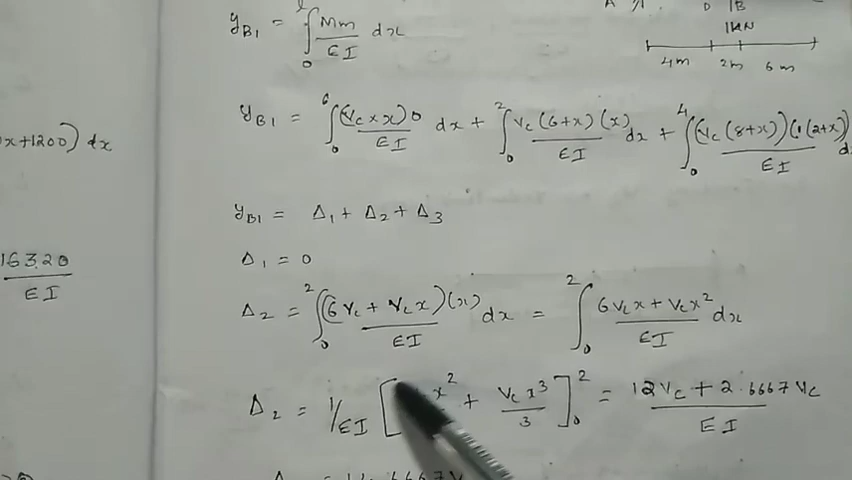 y_B1 = ∫₀^l Mm/EI dx
A D 1B
1kN
4m 2m 6m
y_B1 = ∫₀^6 (V_c × x) 0/EI dx + ∫₀^2 V_c (6+x) (x)/EI dx + ∫₀^4 (V_c (8+x)) (1(2+x)/EI d
x+1200) dx
y_B1 = Δ₁ + Δ₂ + Δ₃
Δ₁ = 0
16320/EI
Δ₂ = ∫₀^2 (6V_c + V_c x) (x)/EI dx = ∫₀^2 6V_c x + V_c x²/EI dx
Δ₂ = 1/EI [ x² + V_c x³/3 ]₀^2 = 12V_c + 2.6667V_c/EI